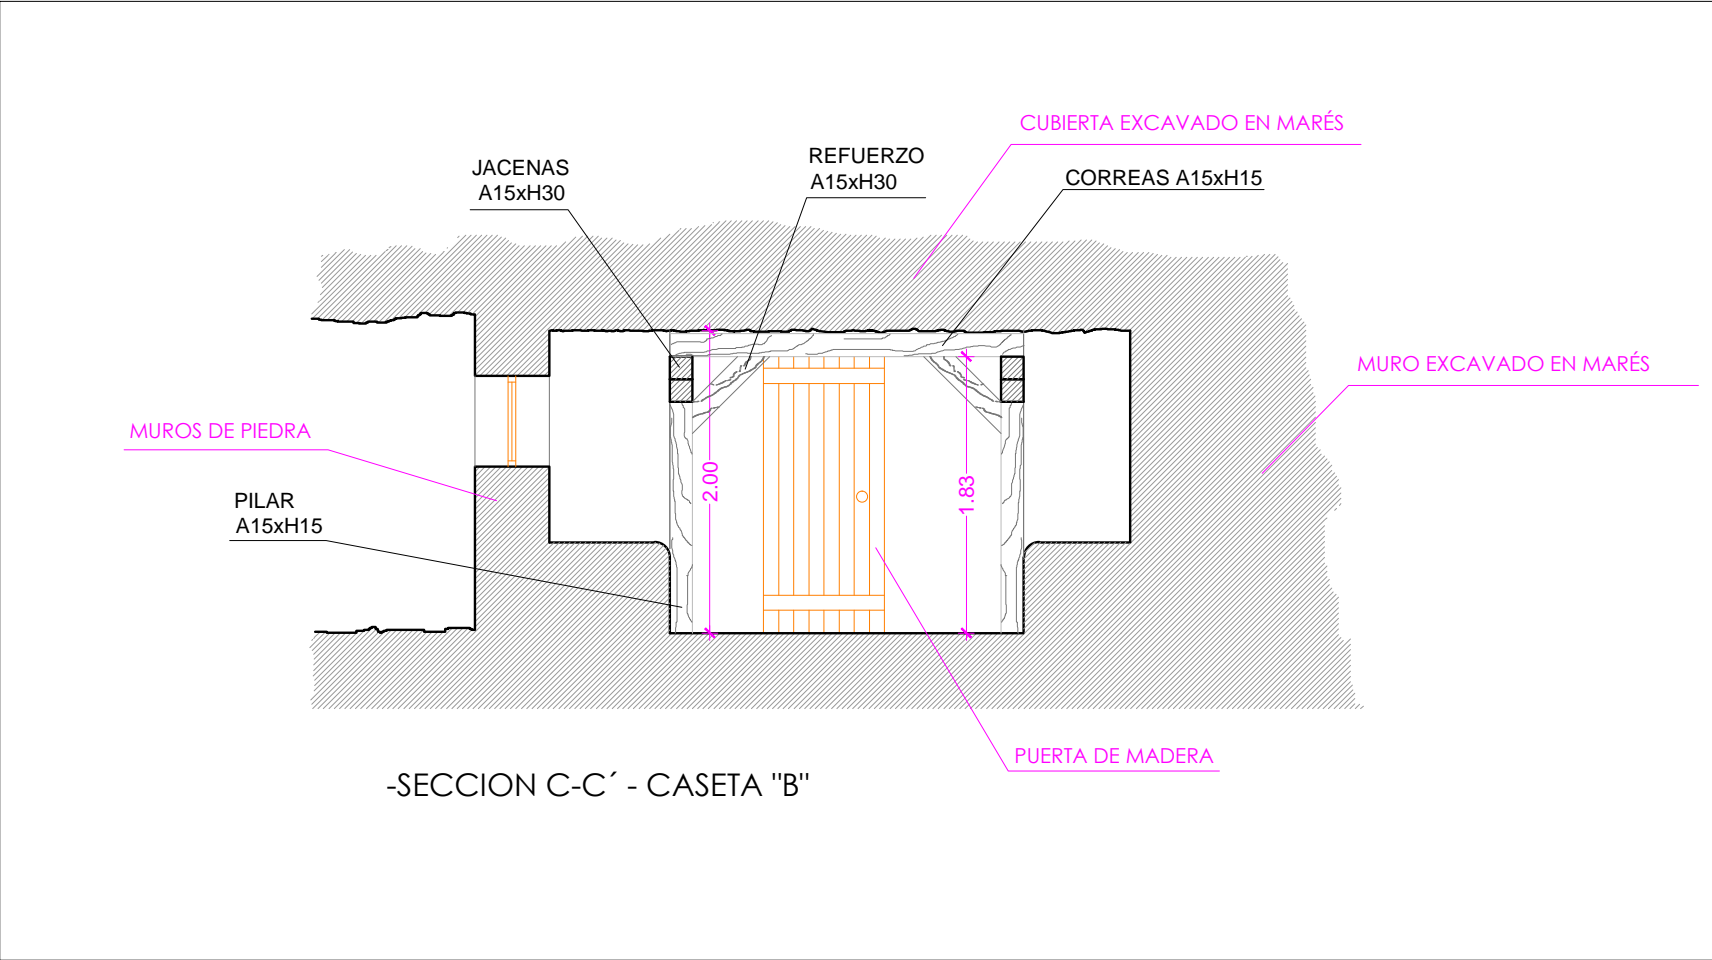 CUBIERTA EXCAVADO EN MARÉS
JACENAS
A15xH30
REFUERZO
A15xH30
CORREAS A15xH15
MURO EXCAVADO EN MARÉS
MUROS DE PIEDRA
PILAR
A15xH15
2.00
1.83
PUERTA DE MADERA
-SECCION C-C´ - CASETA "B"